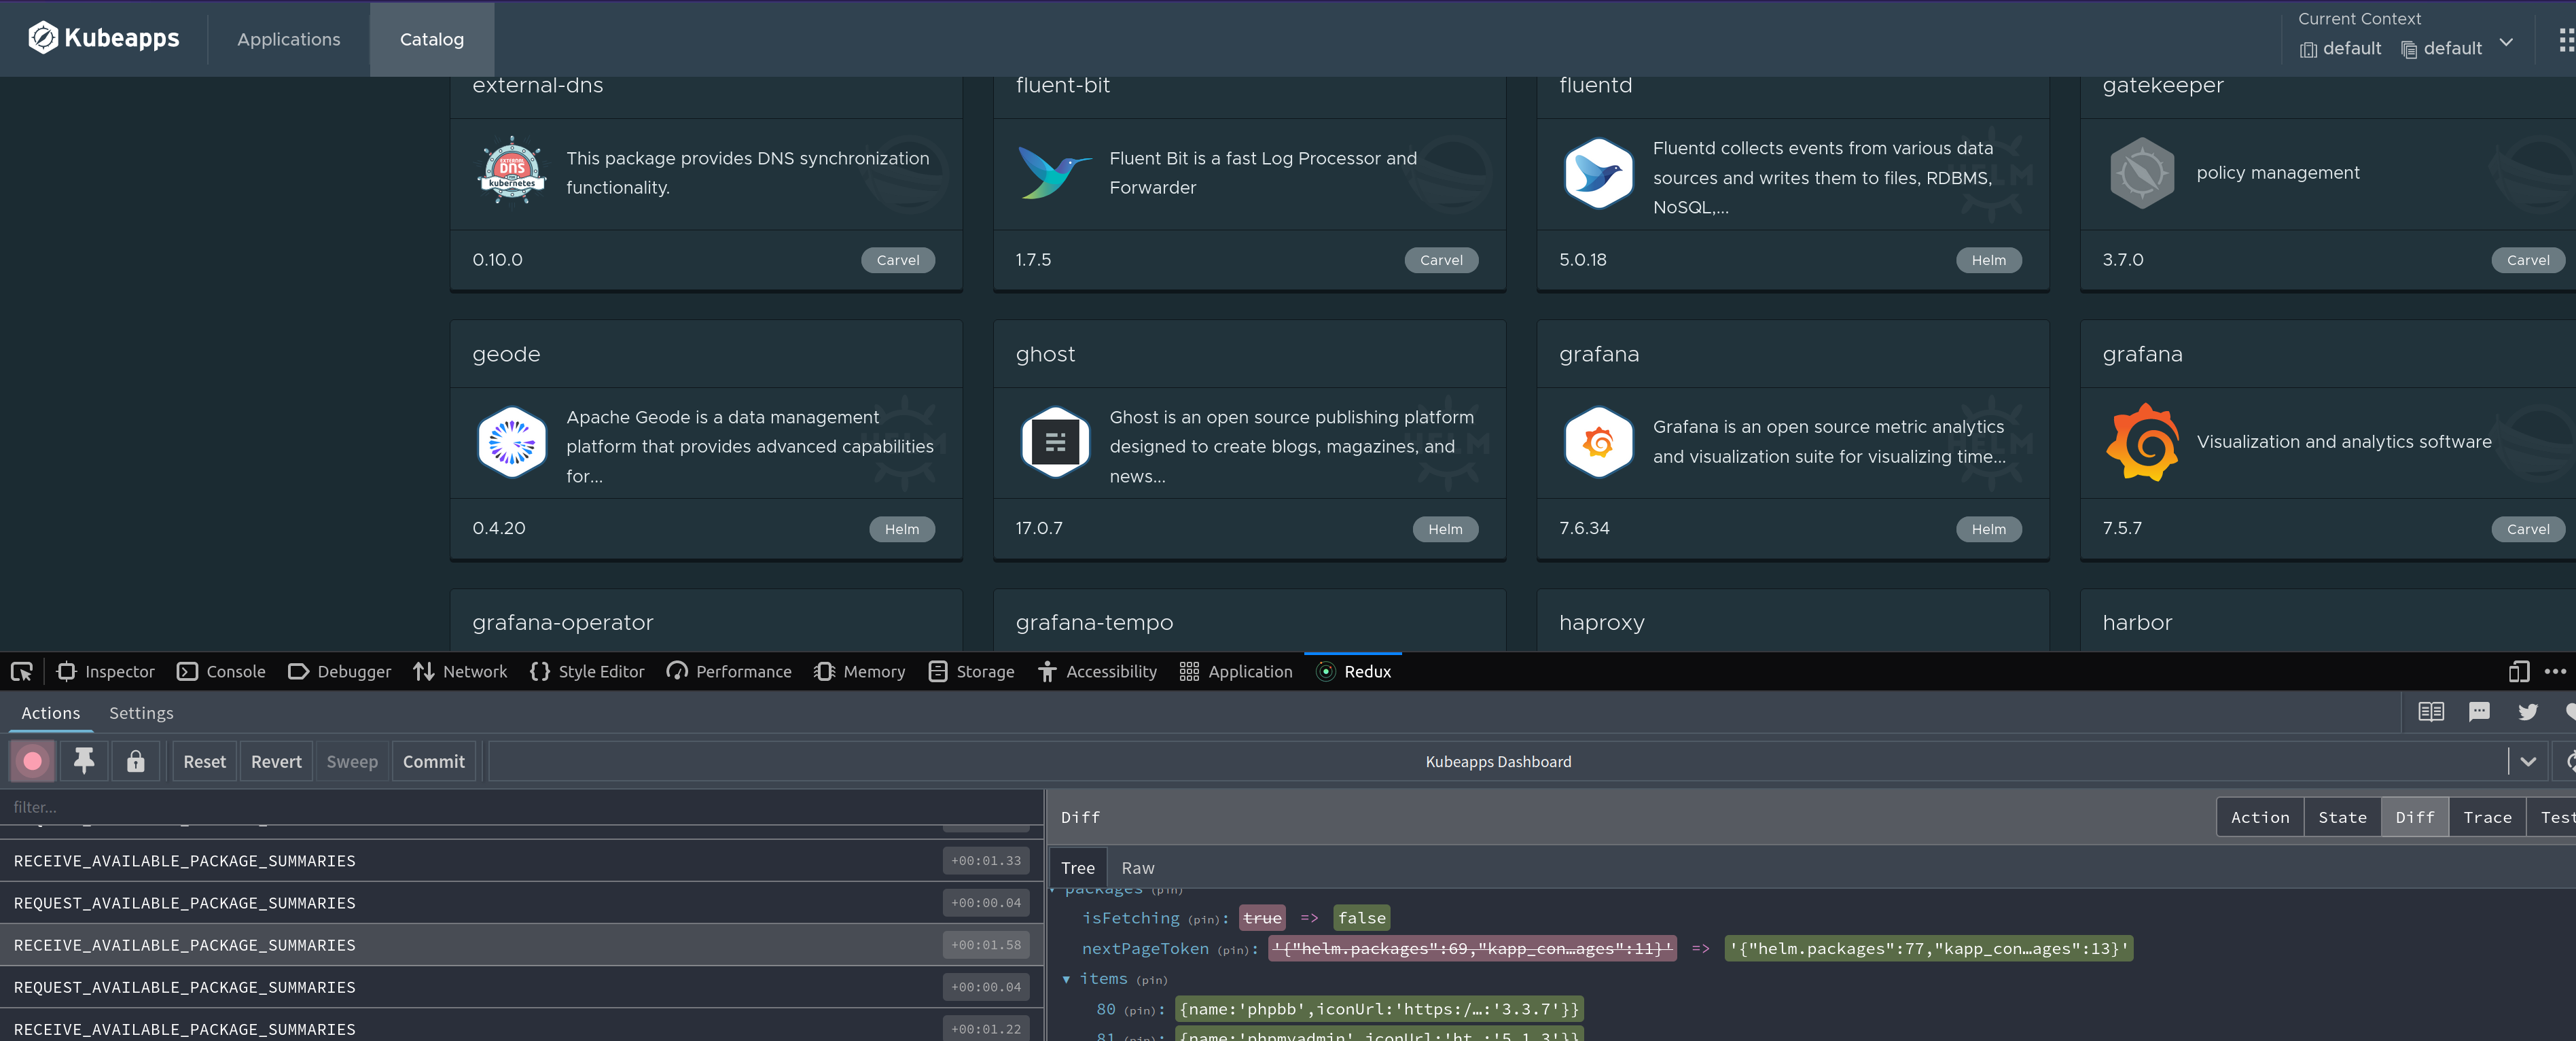 Kubeapps
Applications
Catalog
Current Context
default
default
external-dns
fluent-bit
fluentd
gatekeeper
EXTERNAL
DNS
FOR
kubernetes
This package provides DNS synchronization
functionality.
Fluent Bit is a fast Log Processor and
Forwarder
Fluentd collects events from various data
sources and writes them to files, RDBMS,
NoSQL,...
HELM
policy management
0.10.0
Carvel
1.7.5
Carvel
5.0.18
Helm
3.7.0
Carvel
geode
ghost
grafana
grafana
Apache Geode is a data management
platform that provides advanced capabilities
for...
HELM
Ghost is an open source publishing platform
designed to create blogs, magazines, and
news...
HELM
Grafana is an open source metric analytics
and visualization suite for visualizing time...
HELM
Visualization and analytics software
0.4.20
Helm
17.0.7
Helm
7.6.34
Helm
7.5.7
Carvel
grafana-operator
grafana-tempo
haproxy
harbor
Inspector
Console
Debugger
Network
Style Editor
Performance
Memory
Storage
Accessibility
Application
Redux
Actions
Settings
Reset
Revert
Sweep
Commit
Kubeapps Dashboard
filter...
RECEIVE_AVAILABLE_PACKAGE_SUMMARIES +00:01.33
REQUEST_AVAILABLE_PACKAGE_SUMMARIES +00:00.04
RECEIVE_AVAILABLE_PACKAGE_SUMMARIES +00:01.58
REQUEST_AVAILABLE_PACKAGE_SUMMARIES +00:00.04
RECEIVE_AVAILABLE_PACKAGE_SUMMARIES +00:01.22
Diff
Action
State
Diff
Trace
Test
Tree
Raw
packages (pin)
isFetching (pin): true => false
nextPageToken (pin): '{"helm.packages":69,"kapp_con…ages":11}' => '{"helm.packages":77,"kapp_con…ages":13}'
items (pin)
80 (pin): {name:'phpbb',iconUrl:'https:/…:'3.3.7'}}
81 (pin): {name:'phpmyadmin',iconUrl:'ht…:'5.1.3'}}